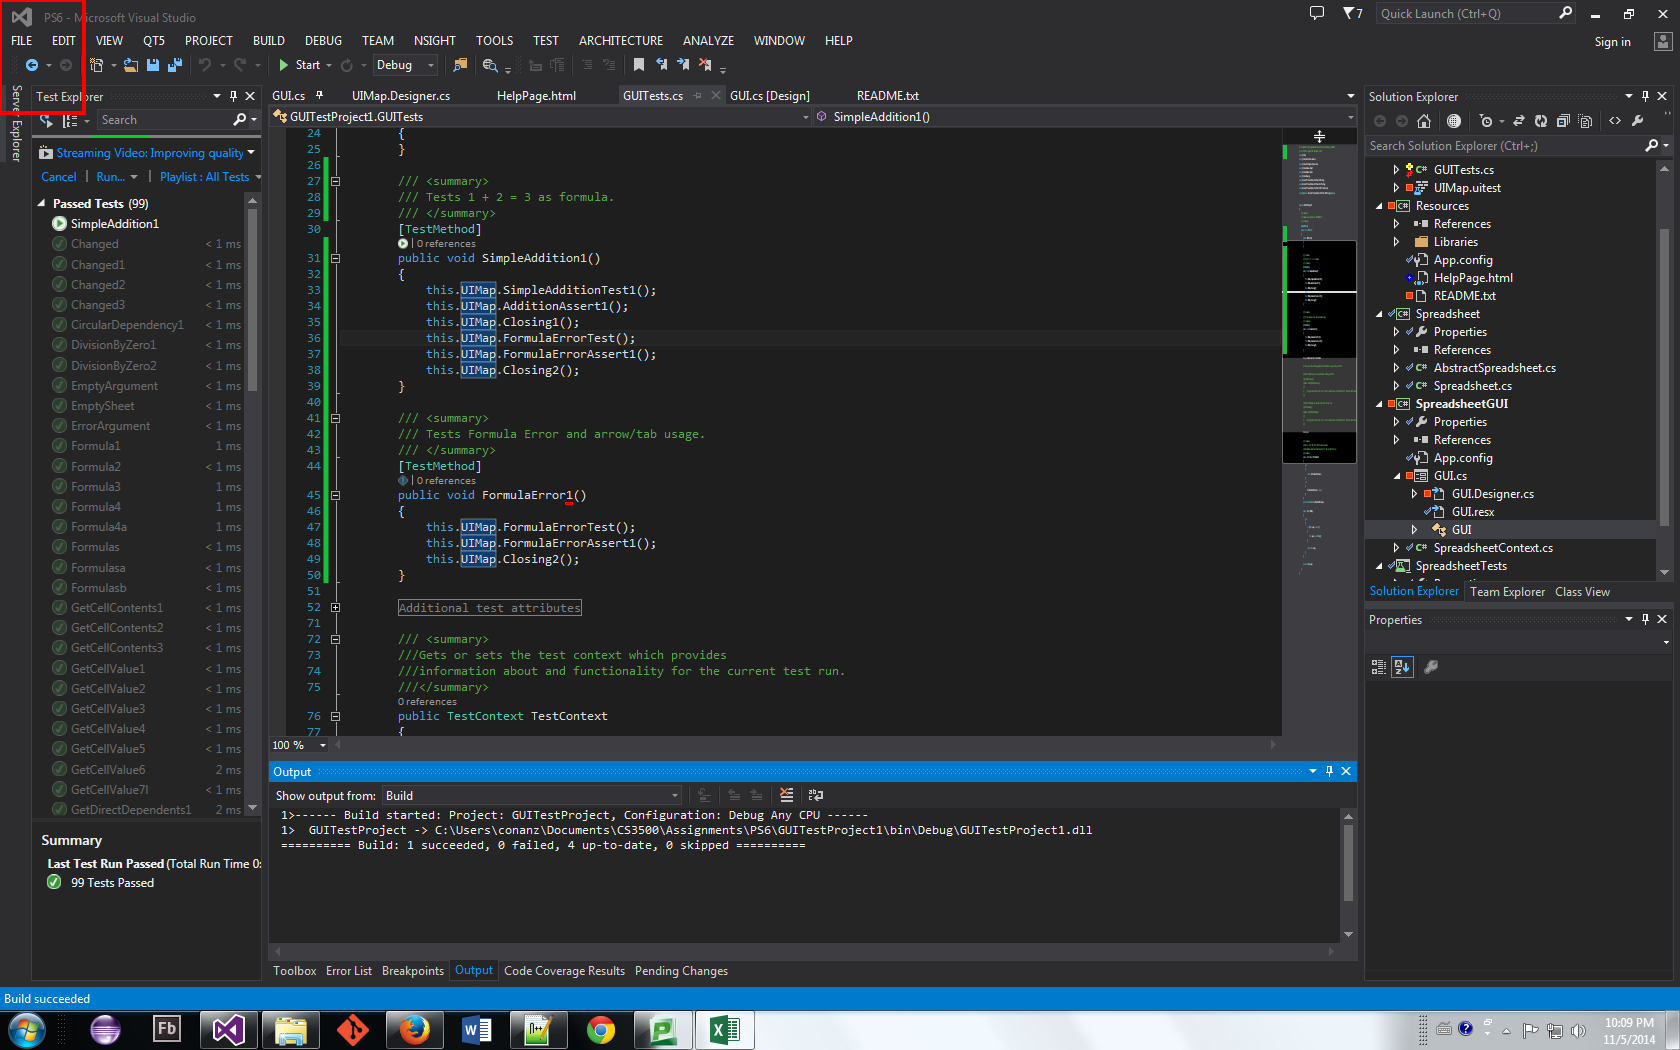 PS6 - Microsoft Visual Studio
7
Quick Launch (Ctrl+Q)
FILE EDIT VIEW QT5 PROJECT BUILD DEBUG TEAM NSIGHT TOOLS TEST ARCHITECTURE ANALYZE WINDOW HELP
Sign in
Start Debug
Server Explorer
Test Explorer
Search
Streaming Video: Improving quality
Cancel | Run... | Playlist : All Tests
Passed Tests (99)
SimpleAddition1
Changed < 1 ms
Changed1 < 1 ms
Changed2 < 1 ms
Changed3 < 1 ms
CircularDependency1 < 1 ms
DivisionByZero1 < 1 ms
DivisionByZero2 < 1 ms
EmptyArgument < 1 ms
EmptySheet < 1 ms
ErrorArgument < 1 ms
Formula1 1 ms
Formula2 < 1 ms
Formula3 1 ms
Formula4 < 1 ms
Formula4a < 1 ms
Formulas < 1 ms
Formulasa < 1 ms
Formulasb < 1 ms
GetCellContents1 < 1 ms
GetCellContents2 < 1 ms
GetCellContents3 < 1 ms
GetCellValue1 < 1 ms
GetCellValue2 < 1 ms
GetCellValue3 < 1 ms
GetCellValue4 < 1 ms
GetCellValue5 < 1 ms
GetCellValue6 2 ms
GetCellValue7l < 1 ms
GetDirectDependents1 2 ms
Summary
Last Test Run Passed (Total Run Time 0:
99 Tests Passed
GUI.cs UIMap.Designer.cs HelpPage.html GUITests.cs GUI.cs [Design] README.txt
GUITestProject1.GUITests SimpleAddition1()
24 {
25 }
26
27 /// <summary>
28 /// Tests 1 + 2 = 3 as formula.
29 /// </summary>
30 [TestMethod]
| 0 references
31 public void SimpleAddition1()
32 {
33 this.UIMap.SimpleAdditionTest1();
34 this.UIMap.AdditionAssert1();
35 this.UIMap.Closing1();
36 this.UIMap.FormulaErrorTest();
37 this.UIMap.FormulaErrorAssert1();
38 this.UIMap.Closing2();
39 }
40
41 /// <summary>
42 /// Tests Formula Error and arrow/tab usage.
43 /// </summary>
44 [TestMethod]
| 0 references
45 public void FormulaError1()
46 {
47 this.UIMap.FormulaErrorTest();
48 this.UIMap.FormulaErrorAssert1();
49 this.UIMap.Closing2();
50 }
51
52 Additional test attributes
71
72 /// <summary>
73 ///Gets or sets the test context which provides
74 ///information about and functionality for the current test run.
75 ///</summary>
0 references
76 public TestContext TestContext
77 {
100 %
Output
Show output from: Build
1>------ Build started: Project: GUITestProject, Configuration: Debug Any CPU ------
1> GUITestProject -> C:\Users\conanz\Documents\CS3500\Assignments\PS6\GUITestProject1\bin\Debug\GUITestProject1.dll
========== Build: 1 succeeded, 0 failed, 4 up-to-date, 0 skipped ==========
Toolbox Error List Breakpoints Output Code Coverage Results Pending Changes
Solution Explorer
Search Solution Explorer (Ctrl+;)
GUITests.cs
UIMap.uitest
Resources
References
Libraries
App.config
HelpPage.html
README.txt
Spreadsheet
Properties
References
AbstractSpreadsheet.cs
Spreadsheet.cs
SpreadsheetGUI
Properties
References
App.config
GUI.cs
GUI.Designer.cs
GUI.resx
GUI
SpreadsheetContext.cs
SpreadsheetTests
Solution Explorer Team Explorer Class View
Properties
Build succeeded
Fb
10:09 PM
11/5/2014